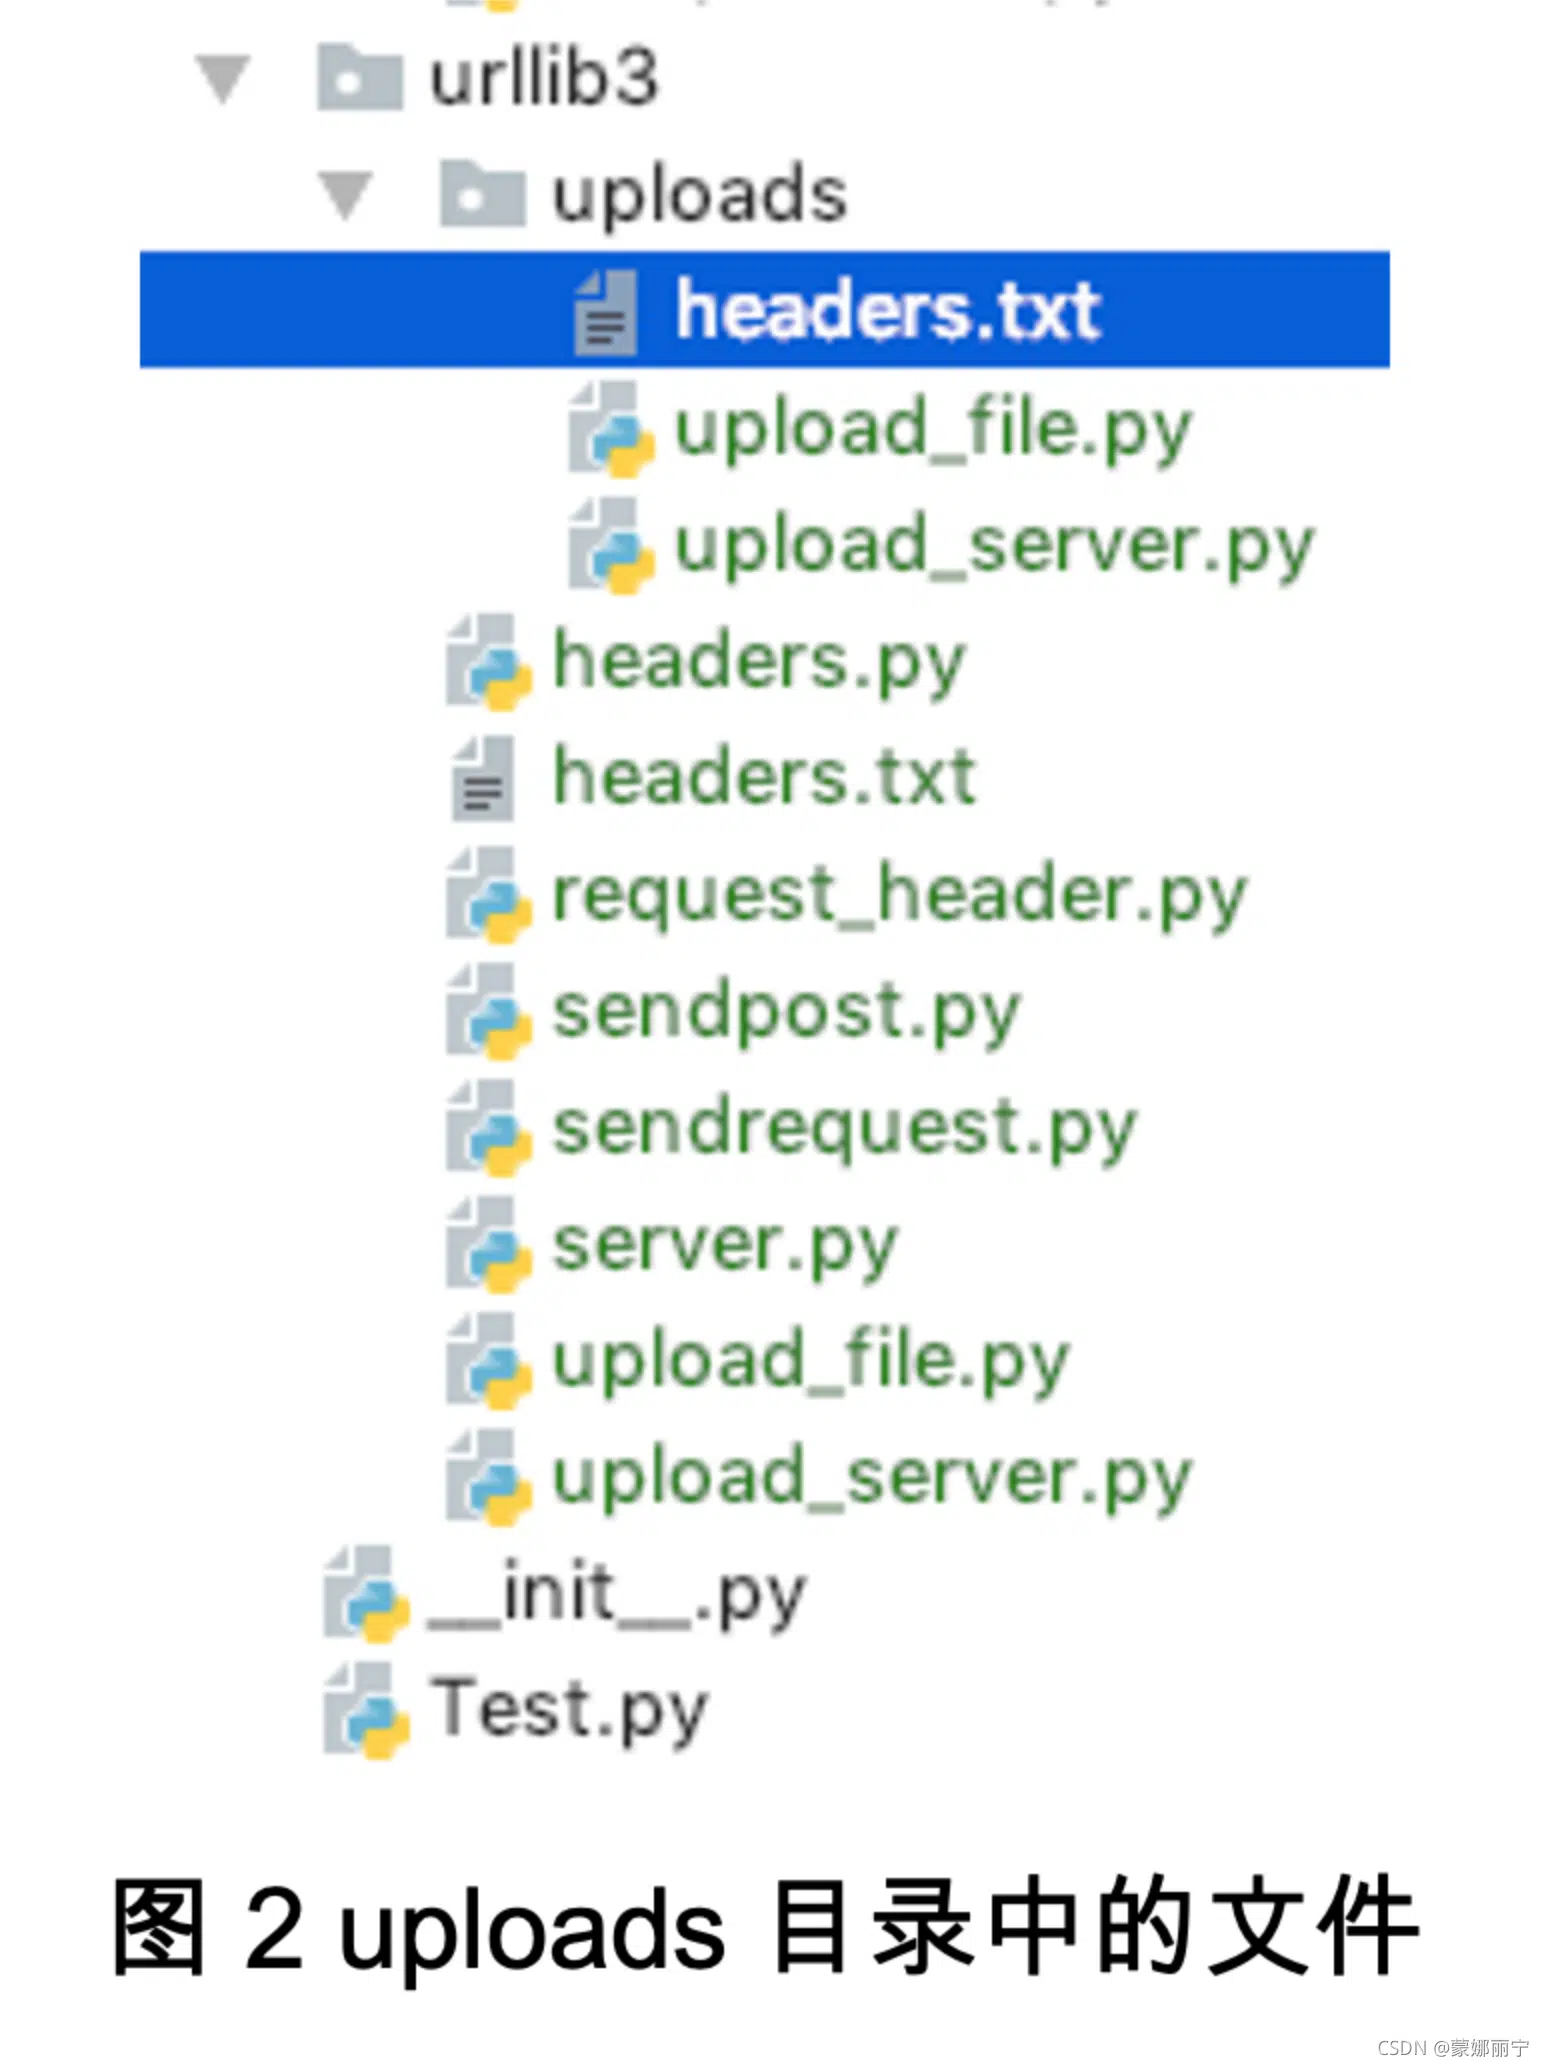 urllib3
uploads
headers.txt
upload_file.py
upload_server.py
headers.py
headers.txt
request_header.py
sendpost.py
sendrequest.py
server.py
upload_file.py
upload_server.py
__init__.py
Test.py
图 2 uploads 目录中的文件
CSDN @蒙娜丽宁